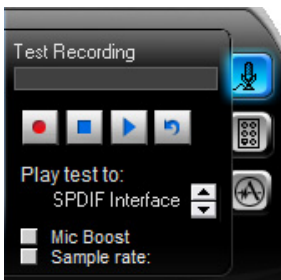 Test Recording
Play test to:
SPDIF Interface
Mic Boost
Sample rate: